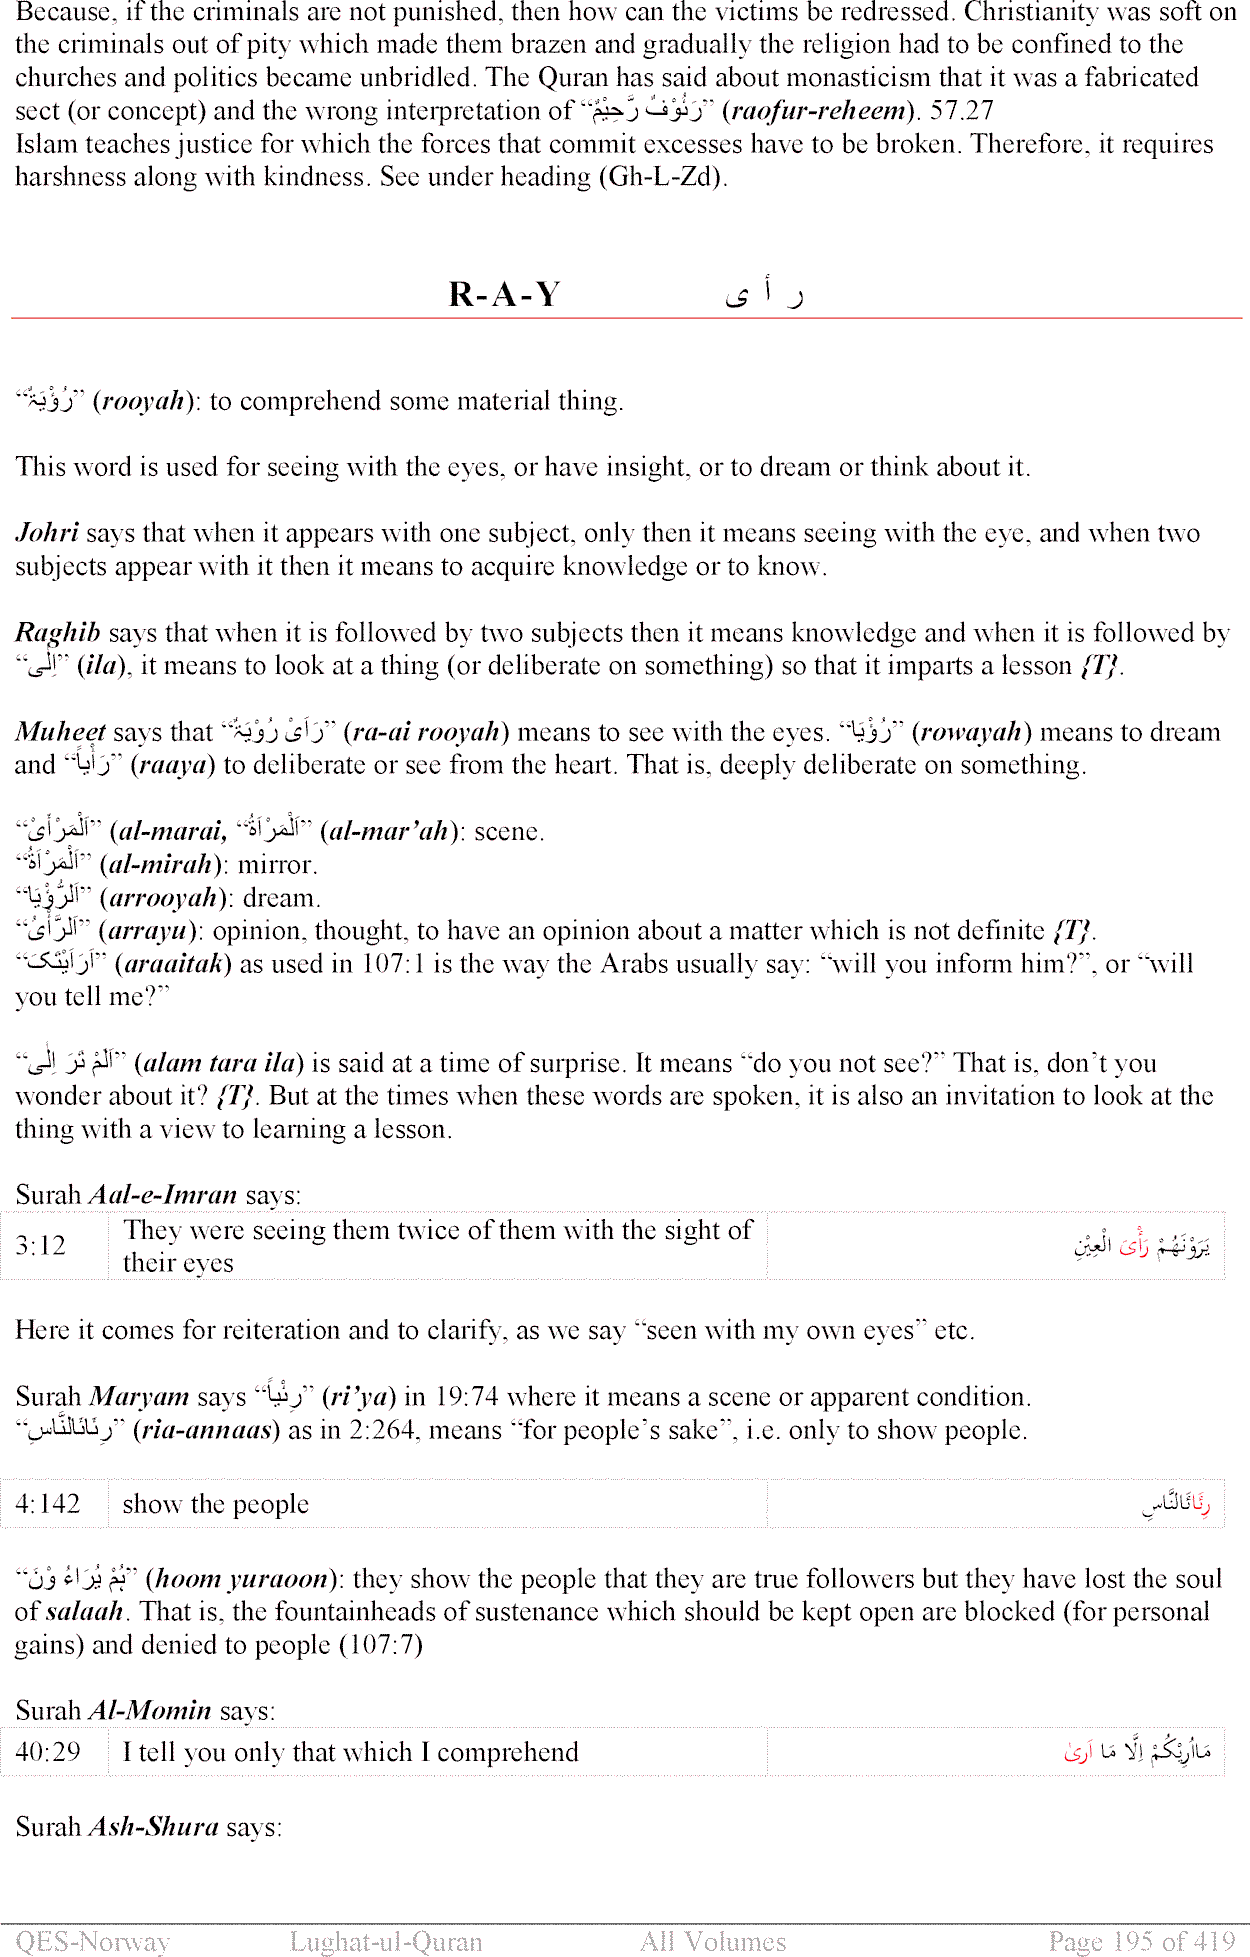 Because, if the criminals are not punished, then how can the victims be redressed. Christianity was soft on
the criminals out of pity which made them brazen and gradually the religion had to be confined to the
churches and politics became unbridled. The Quran has said about monasticism that it was a fabricated
sect (or concept) and the wrong interpretation of “رَئُوْفٌ رَّحِيْمٌ” (raofur-reheem). 57.27
Islam teaches justice for which the forces that commit excesses have to be broken. Therefore, it requires
harshness along with kindness. See under heading (Gh-L-Zd).
R-A-Y ر أ ى
“رُؤْيَۃٌ” (rooyah): to comprehend some material thing.
This word is used for seeing with the eyes, or have insight, or to dream or think about it.
Johri says that when it appears with one subject, only then it means seeing with the eye, and when two
subjects appear with it then it means to acquire knowledge or to know.
Raghib says that when it is followed by two subjects then it means knowledge and when it is followed by
“اِلٰی” (ila), it means to look at a thing (or deliberate on something) so that it imparts a lesson {T}.
Muheet says that “رَاَیْ رُوْيَۃٌ” (ra-ai rooyah) means to see with the eyes. “رُؤْيَا” (rowayah) means to dream
and “رَأْياً” (raaya) to deliberate or see from the heart. That is, deeply deliberate on something.
“اَلْمَرْأَیْ” (al-marai, “اَلْمَرْاَۃُ” (al-mar’ah): scene.
“اَلْمَرْاَۃُ” (al-mirah): mirror.
“اَلرُّؤْيَا” (arrooyah): dream.
“اَلرَّأْیُ” (arrayu): opinion, thought, to have an opinion about a matter which is not definite {T}.
“اَرَاَيْتَکَ” (araaitak) as used in 107:1 is the way the Arabs usually say: “will you inform him?”, or “will
you tell me?”
“اَلَمْ تَرَ اِلٰی” (alam tara ila) is said at a time of surprise. It means “do you not see?” That is, don’t you
wonder about it? {T}. But at the times when these words are spoken, it is also an invitation to look at the
thing with a view to learning a lesson.
Surah Aal-e-Imran says:
3:12 They were seeing them twice of them with the sight of
their eyes يَرَوْنَهُمْ رَأْیَ الْعِيْنِ
Here it comes for reiteration and to clarify, as we say “seen with my own eyes” etc.
Surah Maryam says “رِئْياً” (ri’ya) in 19:74 where it means a scene or apparent condition.
“رِئَائَالنَّاسِ” (ria-annaas) as in 2:264, means “for people’s sake”, i.e. only to show people.
4:142 show the people رِئَائَالنَّاسِ
“ہُمْ يُرَاءُ وْنَ” (hoom yuraoon): they show the people that they are true followers but they have lost the soul
of salaah. That is, the fountainheads of sustenance which should be kept open are blocked (for personal
gains) and denied to people (107:7)
Surah Al-Momin says:
40:29 I tell you only that which I comprehend مَااُرِيْکُمْ اِلَّا مَا اَریٰ
Surah Ash-Shura says:
QES-Norway Lughat-ul-Quran All Volumes Page 195 of 419